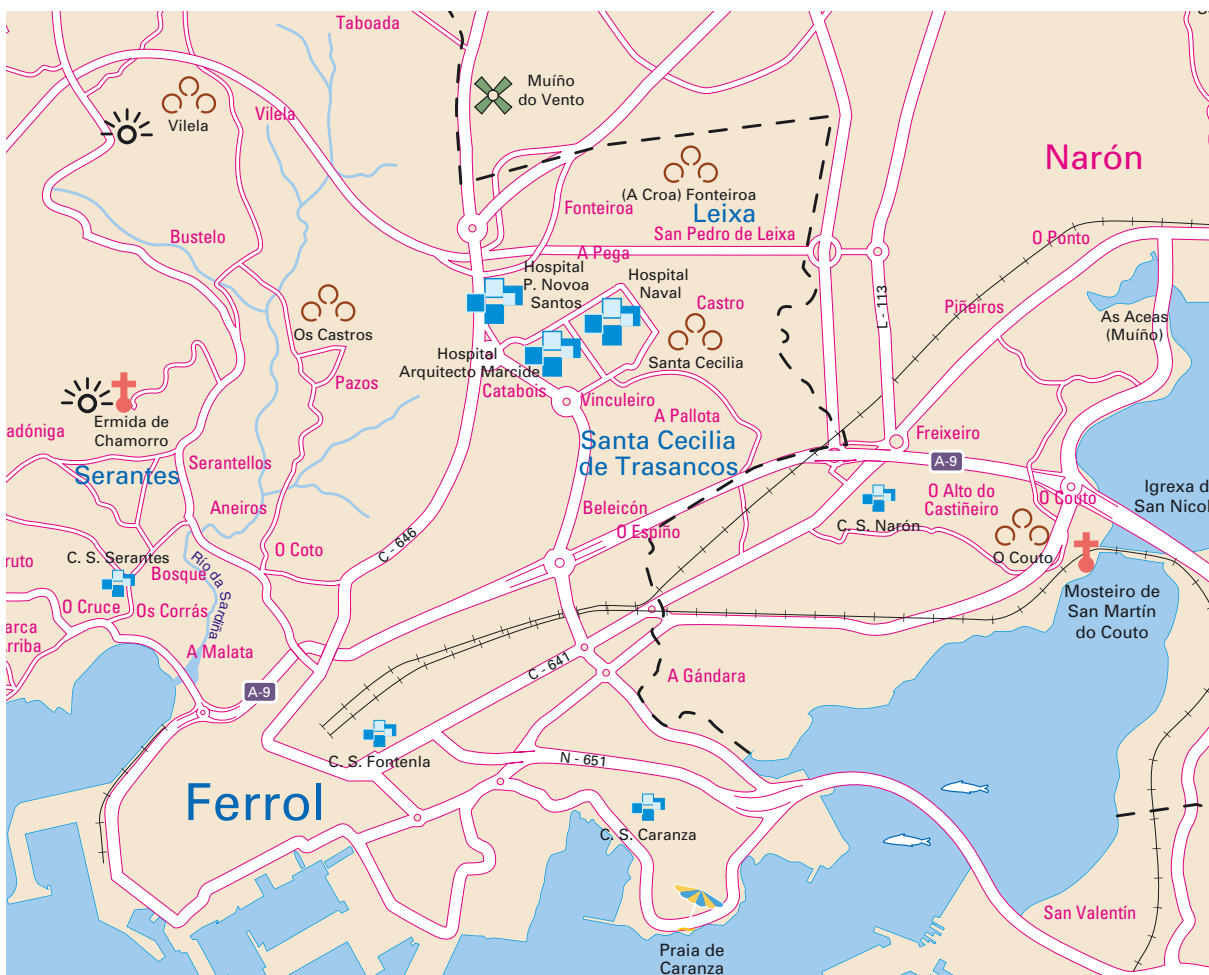 Taboada
Muíño
do Vento
Vilela
Vilela
Narón
(A Croa) Fonteiroa
Fonteiroa
Leixa
San Pedro de Leixa
Bustelo
O Ponto
A Pega
Hospital
P. Novoa
Santos
Hospital
Naval
Castro
L - 113
Piñeiros
As Aceas
(Muíño)
Os Castros
Santa Cecilia
Hospital
Arquitecto Marcide
Pazos
Catabois
Vinculeiro
A Pallota
Ermida de
Chamorro
adóniga
Freixeiro
Santa Cecilia
de Trasancos
Serantellos
Serantes
A-9
Igrexa d
San Nicol
O Alto do
Castiñeiro
O Couto
C. S. Narón
Aneiros
Beleicón
O Espiño
C - 646
O Coto
O Couto
C. S. Serantes
ruto
Bosque
Río da Sardiña
Mosteiro de
San Martín
do Couto
O Cruce
Os Corrás
arca
rriba
A Malata
C - 641
A Gándara
A-9
C. S. Fontenla
N - 651
Ferrol
C. S. Caranza
San Valentín
Praia de
Caranza